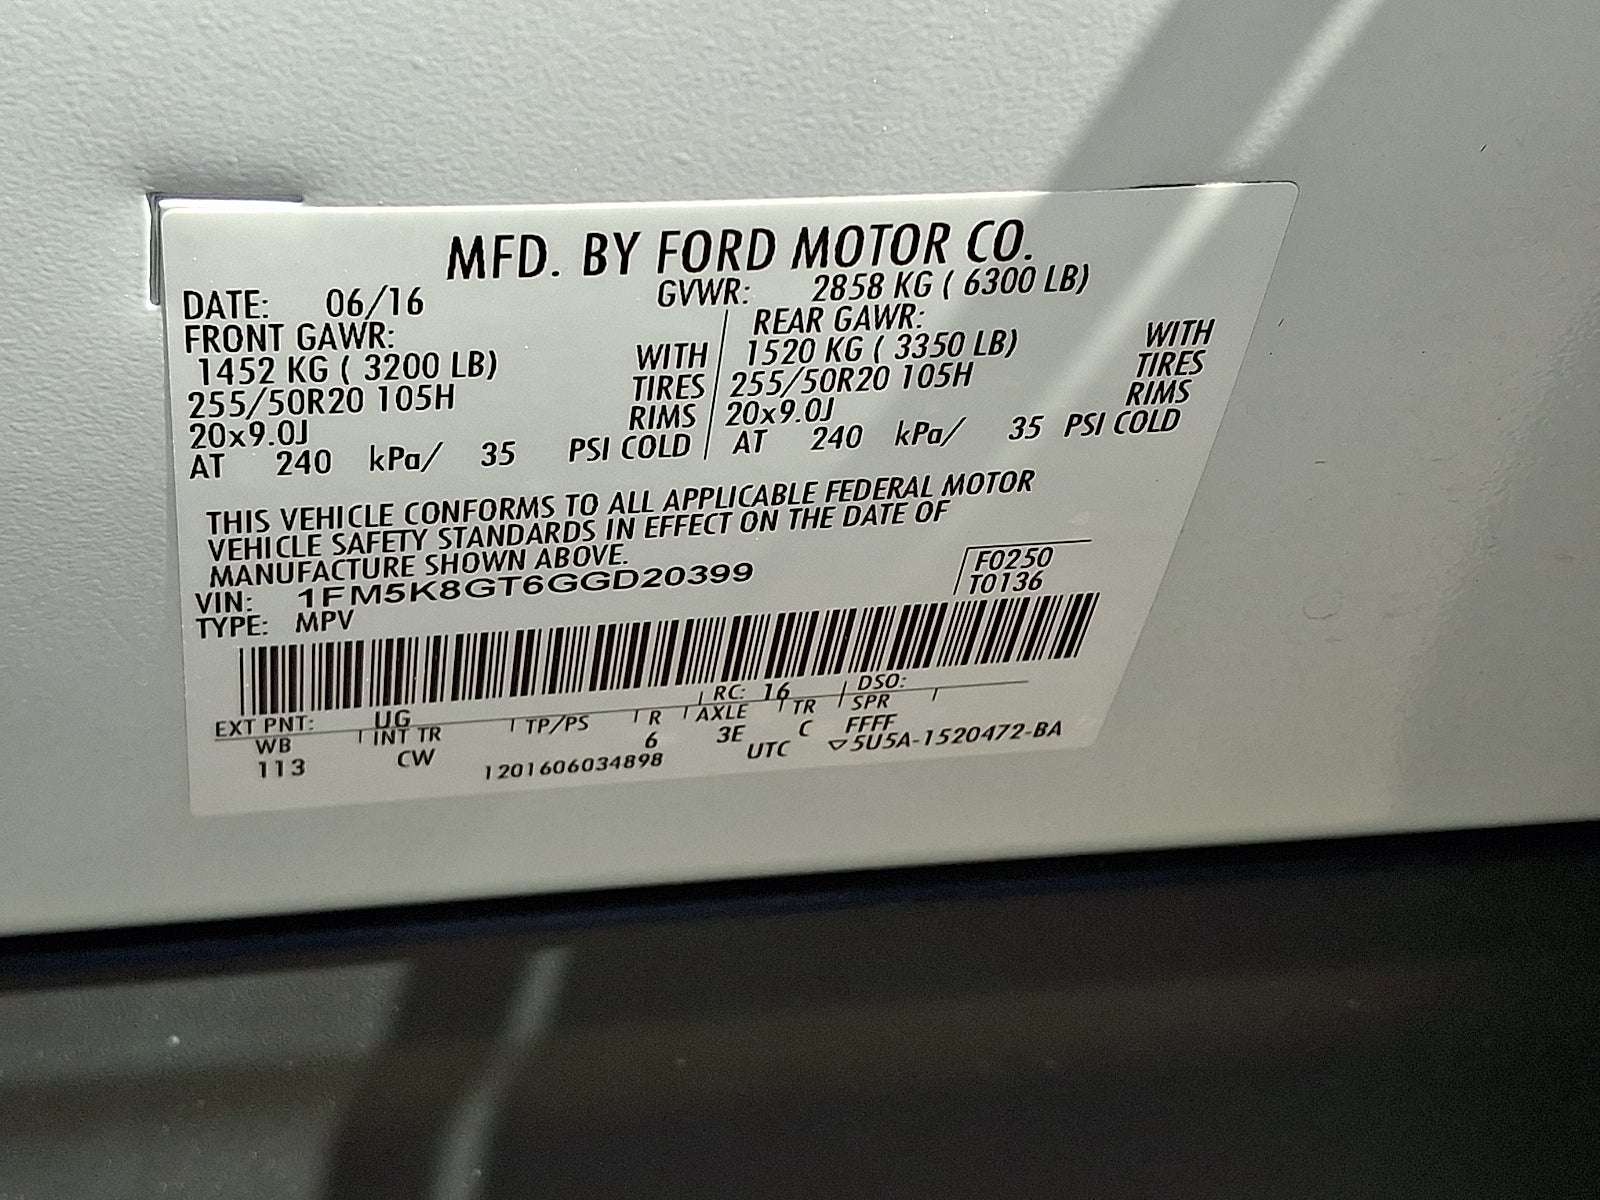 MFD. BY FORD MOTOR CO.
DATE: 06/16 GVWR: 2858 KG ( 6300 LB)
FRONT GAWR: REAR GAWR:
1452 KG ( 3200 LB) WITH 1520 KG ( 3350 LB) WITH
255/50R20 105H TIRES 255/50R20 105H TIRES
20x9.0J RIMS 20x9.0J RIMS
AT 240 kPa/ 35 PSI COLD AT 240 kPa/ 35 PSI COLD
THIS VEHICLE CONFORMS TO ALL APPLICABLE FEDERAL MOTOR
VEHICLE SAFETY STANDARDS IN EFFECT ON THE DATE OF
MANUFACTURE SHOWN ABOVE.
VIN: 1FM5K8GT6GGD20399 F0250
TYPE: MPV T0136
EXT PNT: UG RC: 16 DSO:
WB INT TR TP/PS R AXLE TR SPR
113 CW 6 3E C FFFF
1201606034898 UTC ▽5U5A-1520472-BA